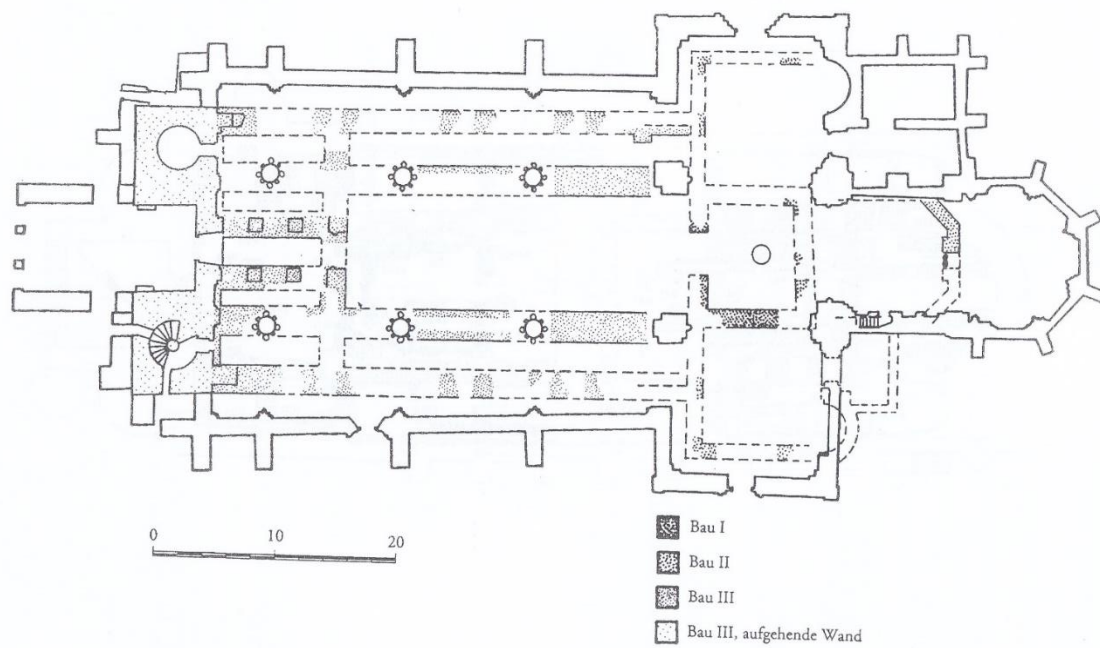 0 10 20
Bau I
Bau II
Bau III
Bau III, aufgehende Wand